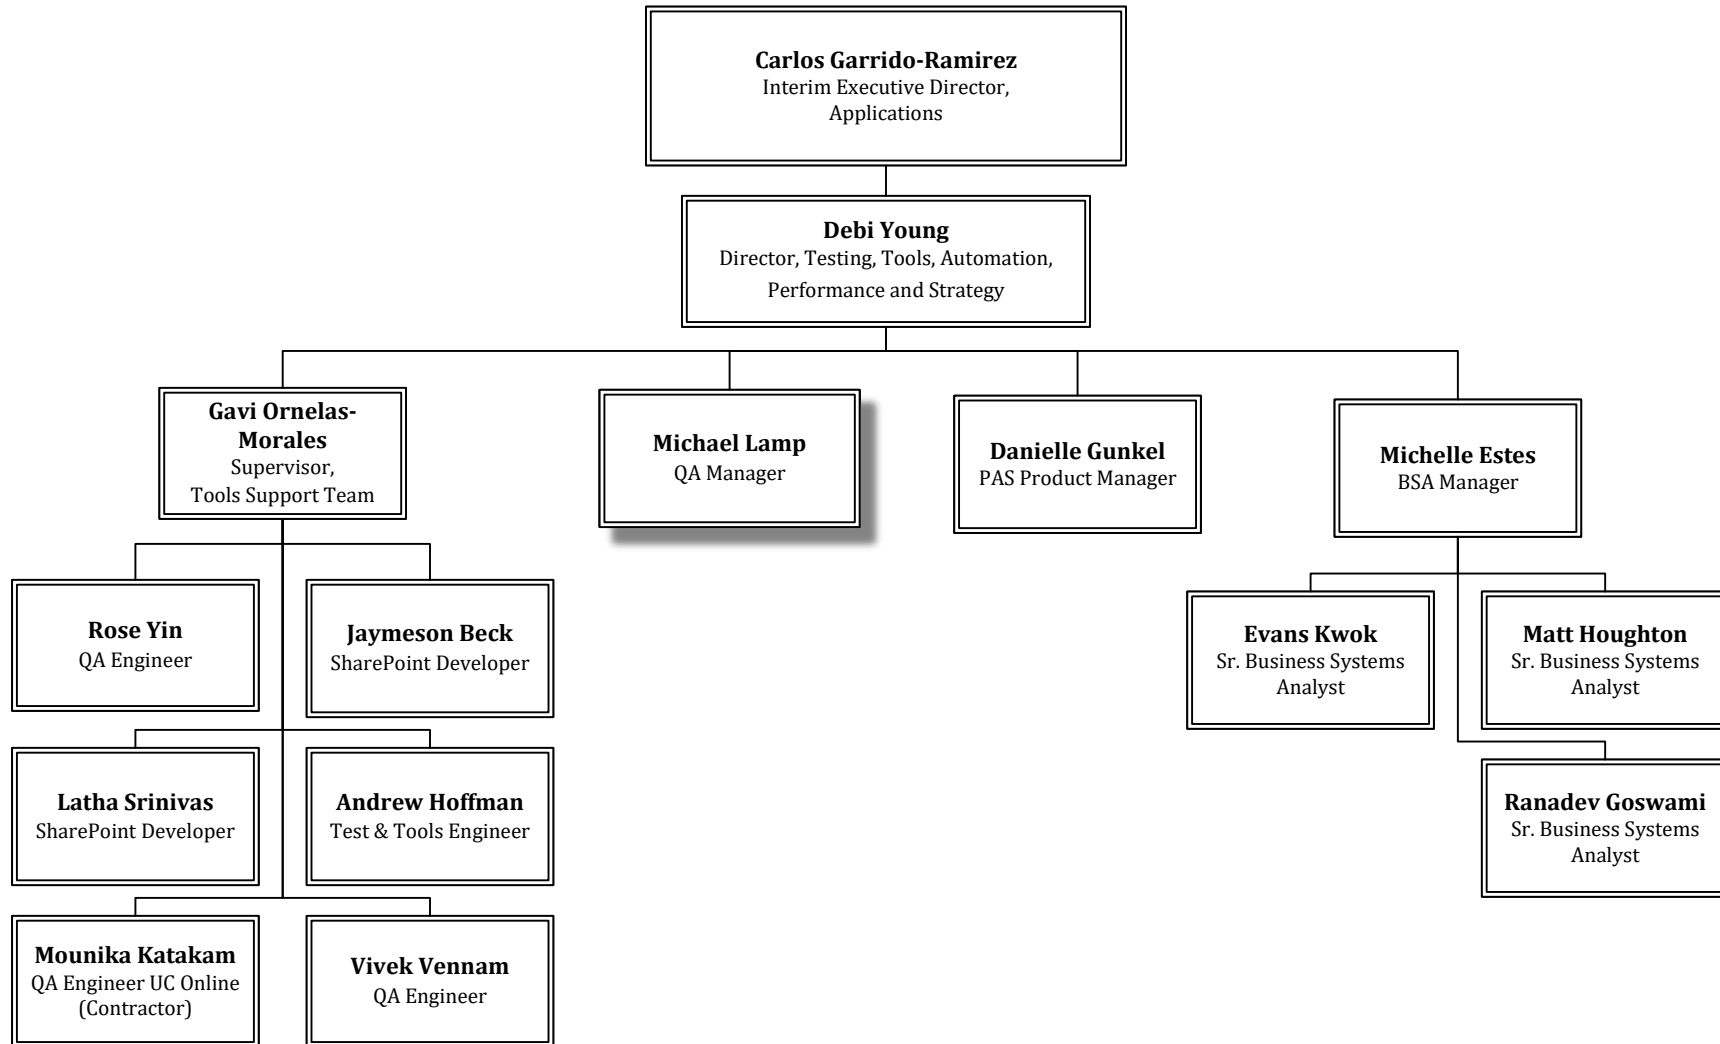 Carlos Garrido-Ramirez
Interim Executive Director,
Applications
Debi Young
Director, Testing, Tools, Automation,
Performance and Strategy
Gavi Ornelas-
Morales
Supervisor,
Tools Support Team
Michael Lamp
QA Manager
Danielle Gunkel
PAS Product Manager
Michelle Estes
BSA Manager
Rose Yin
QA Engineer
Jaymeson Beck
SharePoint Developer
Evans Kwok
Sr. Business Systems
Analyst
Matt Houghton
Sr. Business Systems
Analyst
Latha Srinivas
SharePoint Developer
Andrew Hoffman
Test & Tools Engineer
Ranadev Goswami
Sr. Business Systems
Analyst
Mounika Katakam
QA Engineer UC Online
(Contractor)
Vivek Vennam
QA Engineer